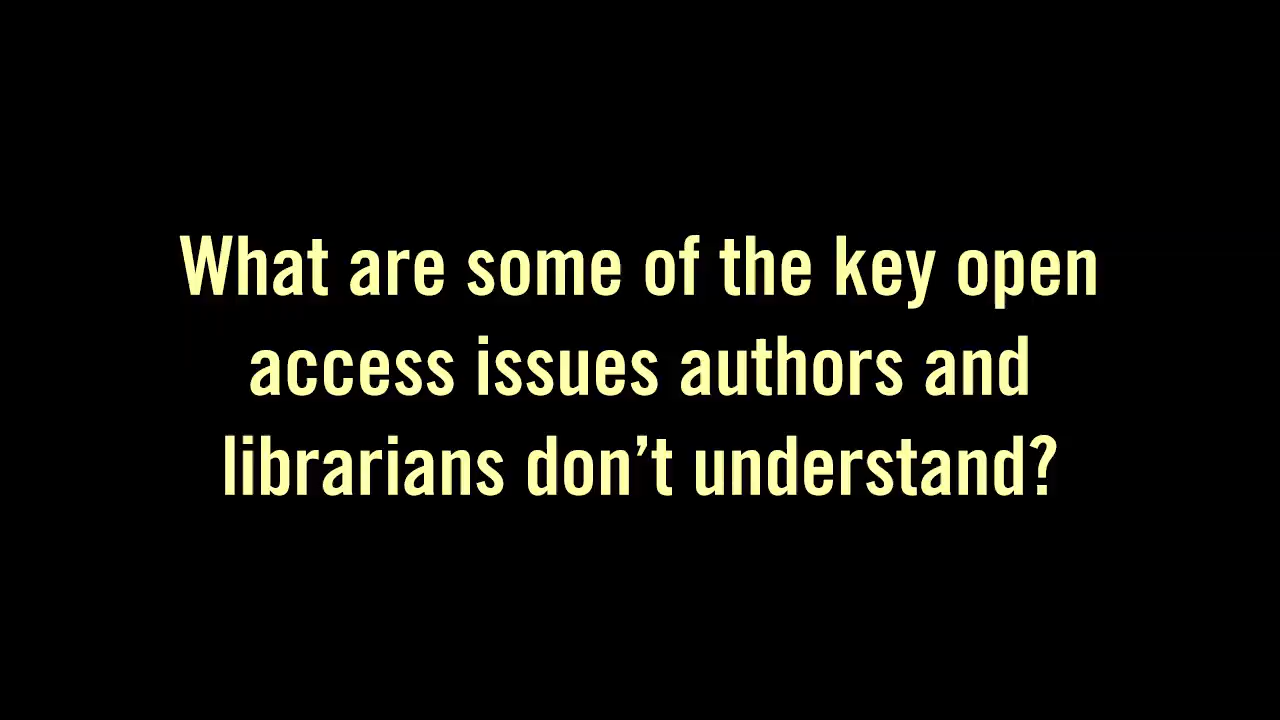 What are some of the key open
access issues authors and
librarians don’t understand?